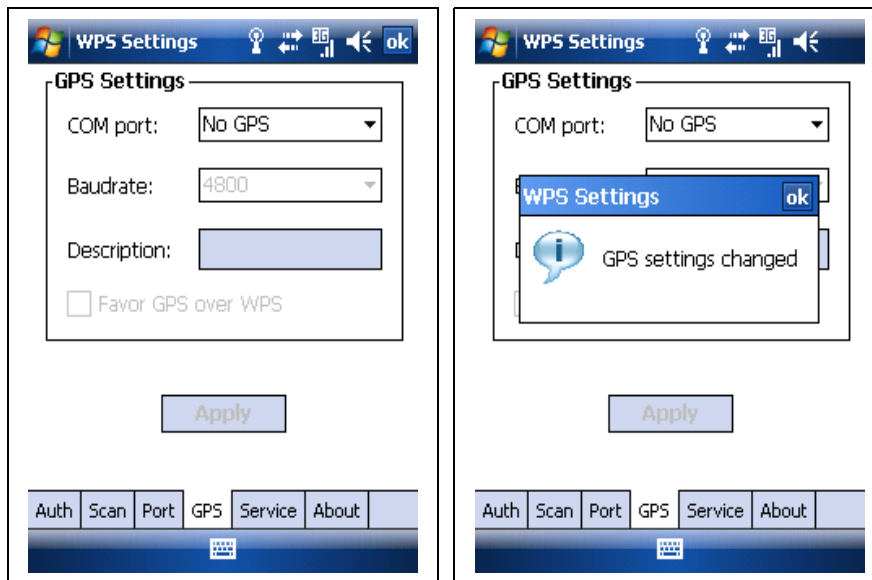 WPS Settings 3G ok
GPS Settings
COM port: No GPS
Baudrate: 4800
Description:
Favor GPS over WPS
Apply
Auth Scan Port GPS Service About
WPS Settings 3G
GPS Settings
COM port: No GPS
WPS Settings ok
GPS settings changed
Apply
Auth Scan Port GPS Service About